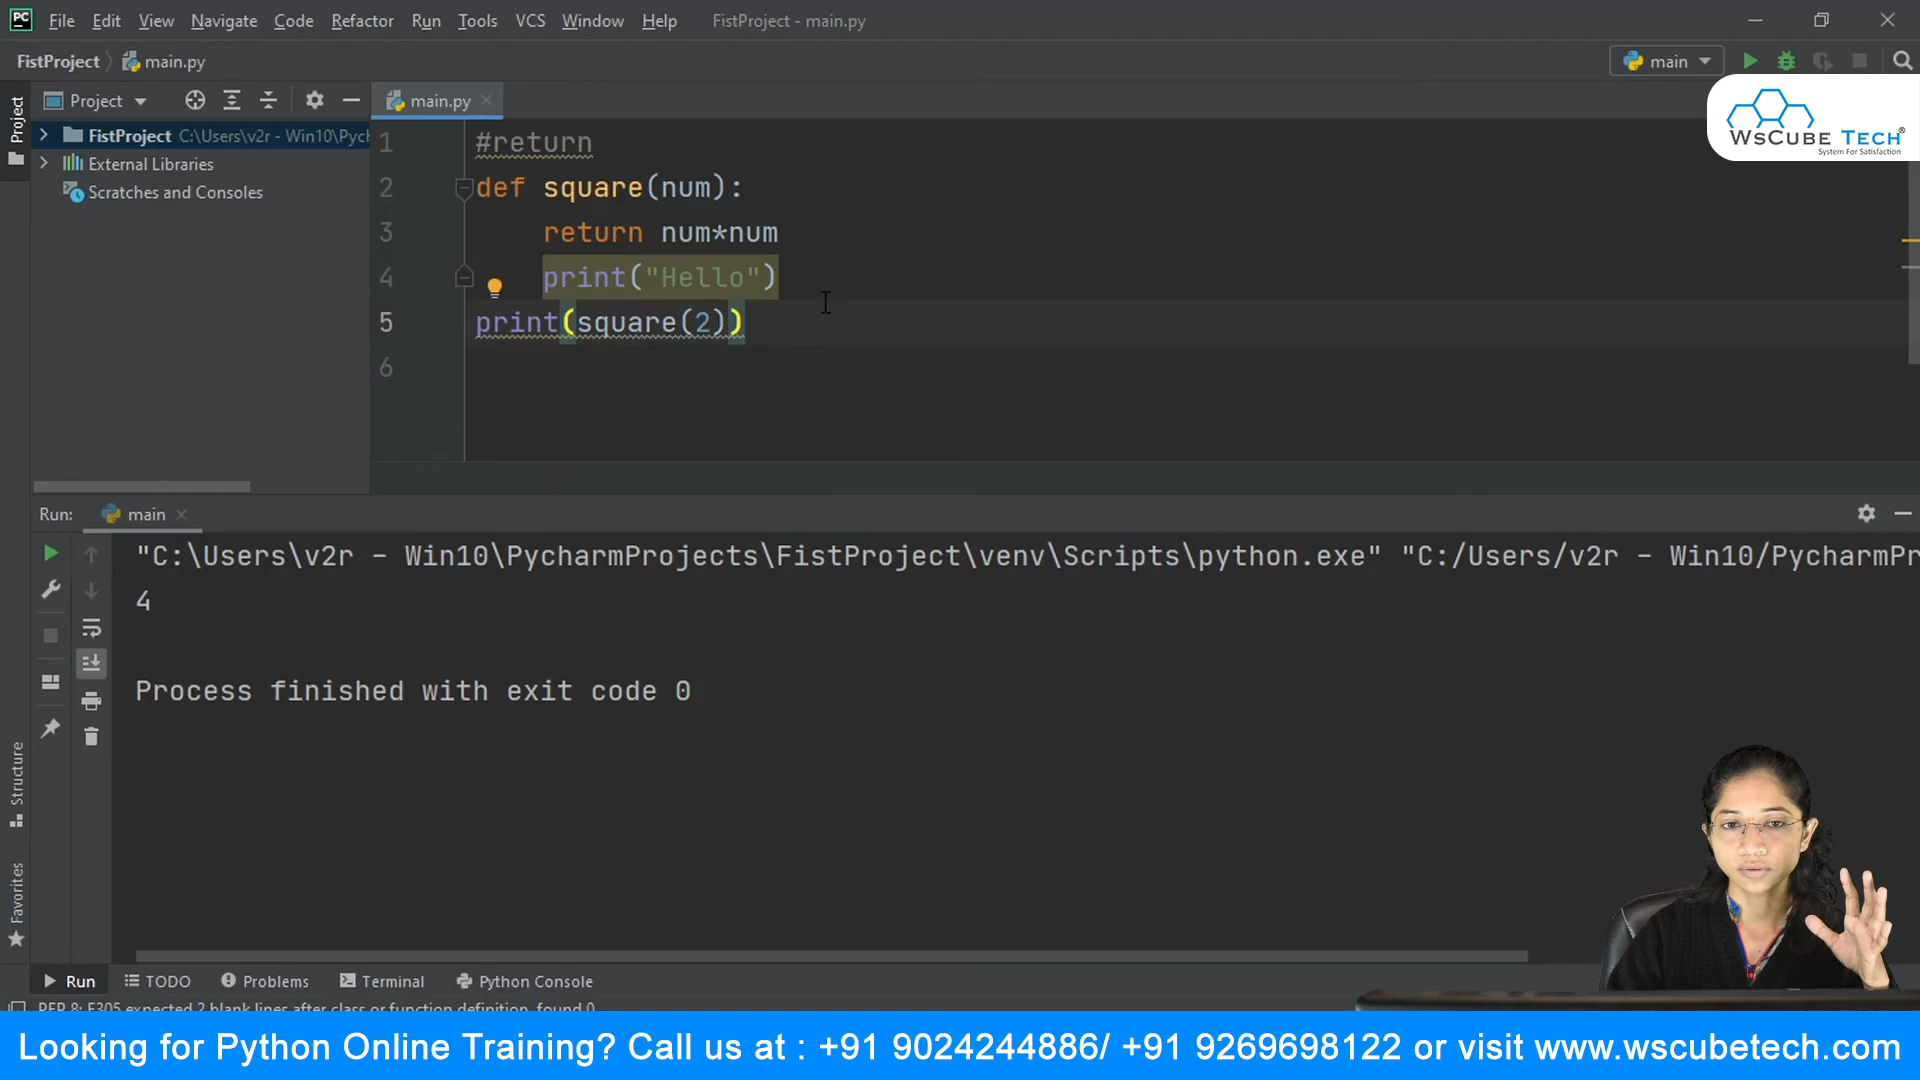 PC File Edit View Navigate Code Refactor Run Tools VCS Window Help FistProject - main.py
FistProject main.py main
Project main.py
WsCube Tech®
System For Satisfaction
Project
FistProject C:\Users\v2r - Win10\Pych
External Libraries
Scratches and Consoles
1 #return
2 def square(num):
3 return num*num
4 print("Hello")
5 print(square(2))
6
Run: main
"C:\Users\v2r - Win10\PycharmProjects\FistProject\venv\Scripts\python.exe" "C:/Users/v2r - Win10/PycharmPr
4
Process finished with exit code 0
Structure
Favorites
Run TODO Problems Terminal Python Console
PEP 8: E305 expected 2 blank lines after class or function definition, found 0
Looking for Python Online Training? Call us at : +91 9024244886/ +91 9269698122 or visit www.wscubetech.com